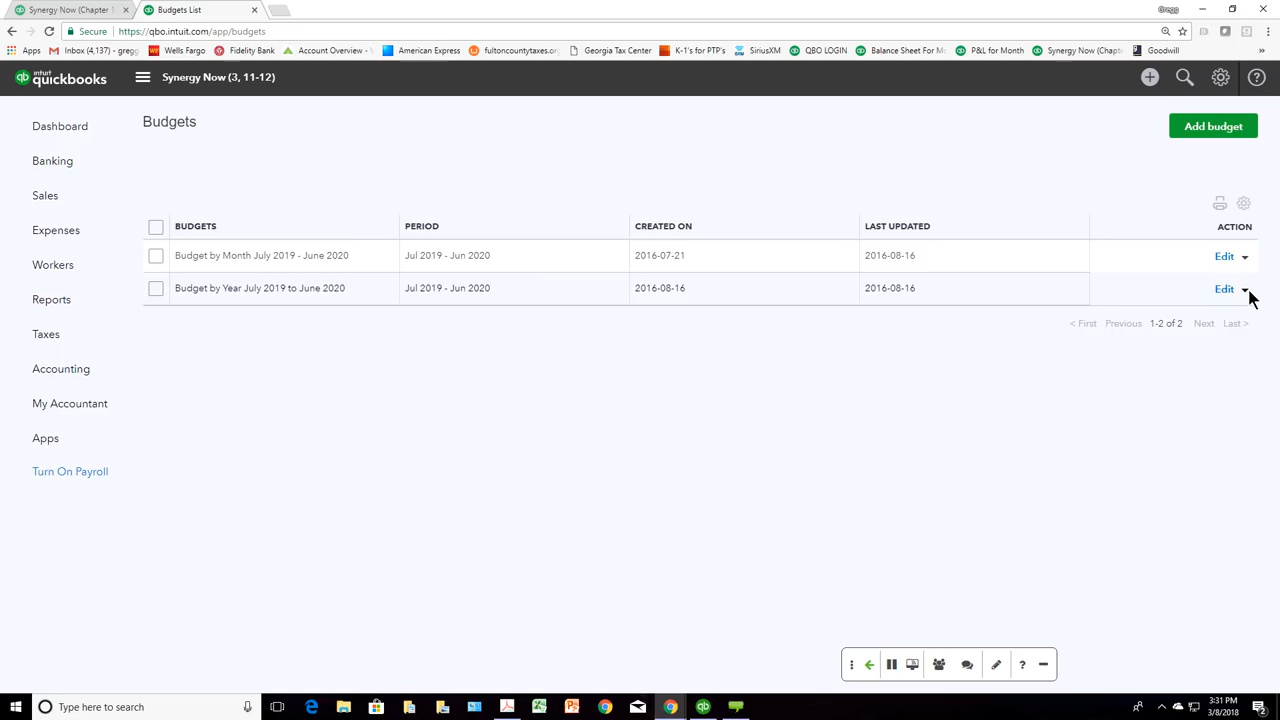 Synergy Now (Chapter 1
Budgets List
Gregg
Secure
https://qbo.intuit.com/app/budgets
Apps
Inbox (4,137) - greg
Wells Fargo
Fidelity Bank
Account Overview -
American Express
fultoncountytaxes.or
Georgia Tax Center
K-1's for PTP's
SiriusXM
QBO LOGIN
Balance Sheet For M
P&L for Month
Synergy Now (Chapt
Goodwill
»
intuit
quickbooks
Synergy Now (3, 11-12)
Budgets
Add budget
Dashboard
Banking
Sales
Expenses
Workers
Reports
Taxes
Accounting
My Accountant
Apps
Turn On Payroll
BUDGETS PERIOD CREATED ON LAST UPDATED ACTION
Budget by Month July 2019 - June 2020 Jul 2019 - Jun 2020 2016-07-21 2016-08-16 Edit
Budget by Year July 2019 to June 2020 Jul 2019 - Jun 2020 2016-08-16 2016-08-16 Edit
< First Previous 1-2 of 2 Next Last >
Type here to search
3:31 PM
3/8/2018
2